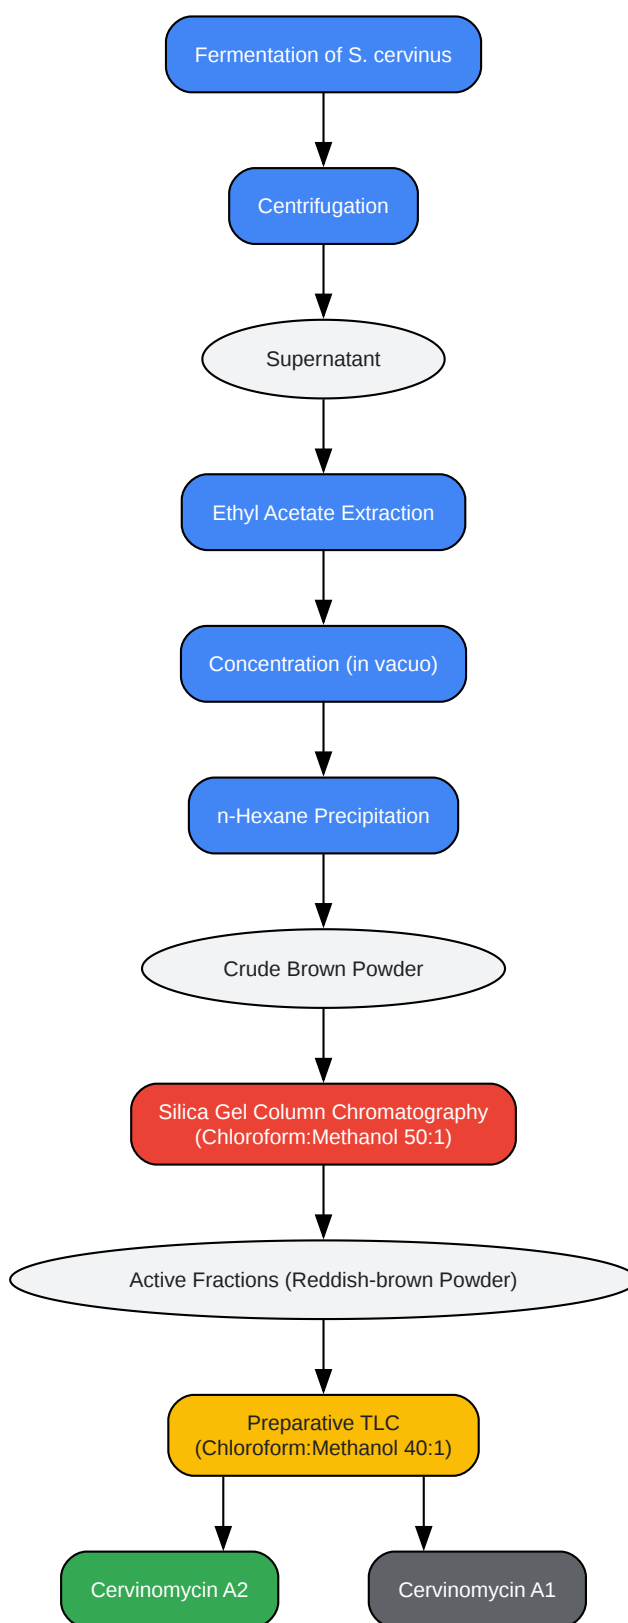 Fermentation of S. cervinus
Centrifugation
Supernatant
Ethyl Acetate Extraction
Concentration (in vacuo)
n-Hexane Precipitation
Crude Brown Powder
Silica Gel Column Chromatography
(Chloroform:Methanol 50:1)
Active Fractions (Reddish-brown Powder)
Preparative TLC
(Chloroform:Methanol 40:1)
Cervinomycin A2
Cervinomycin A1